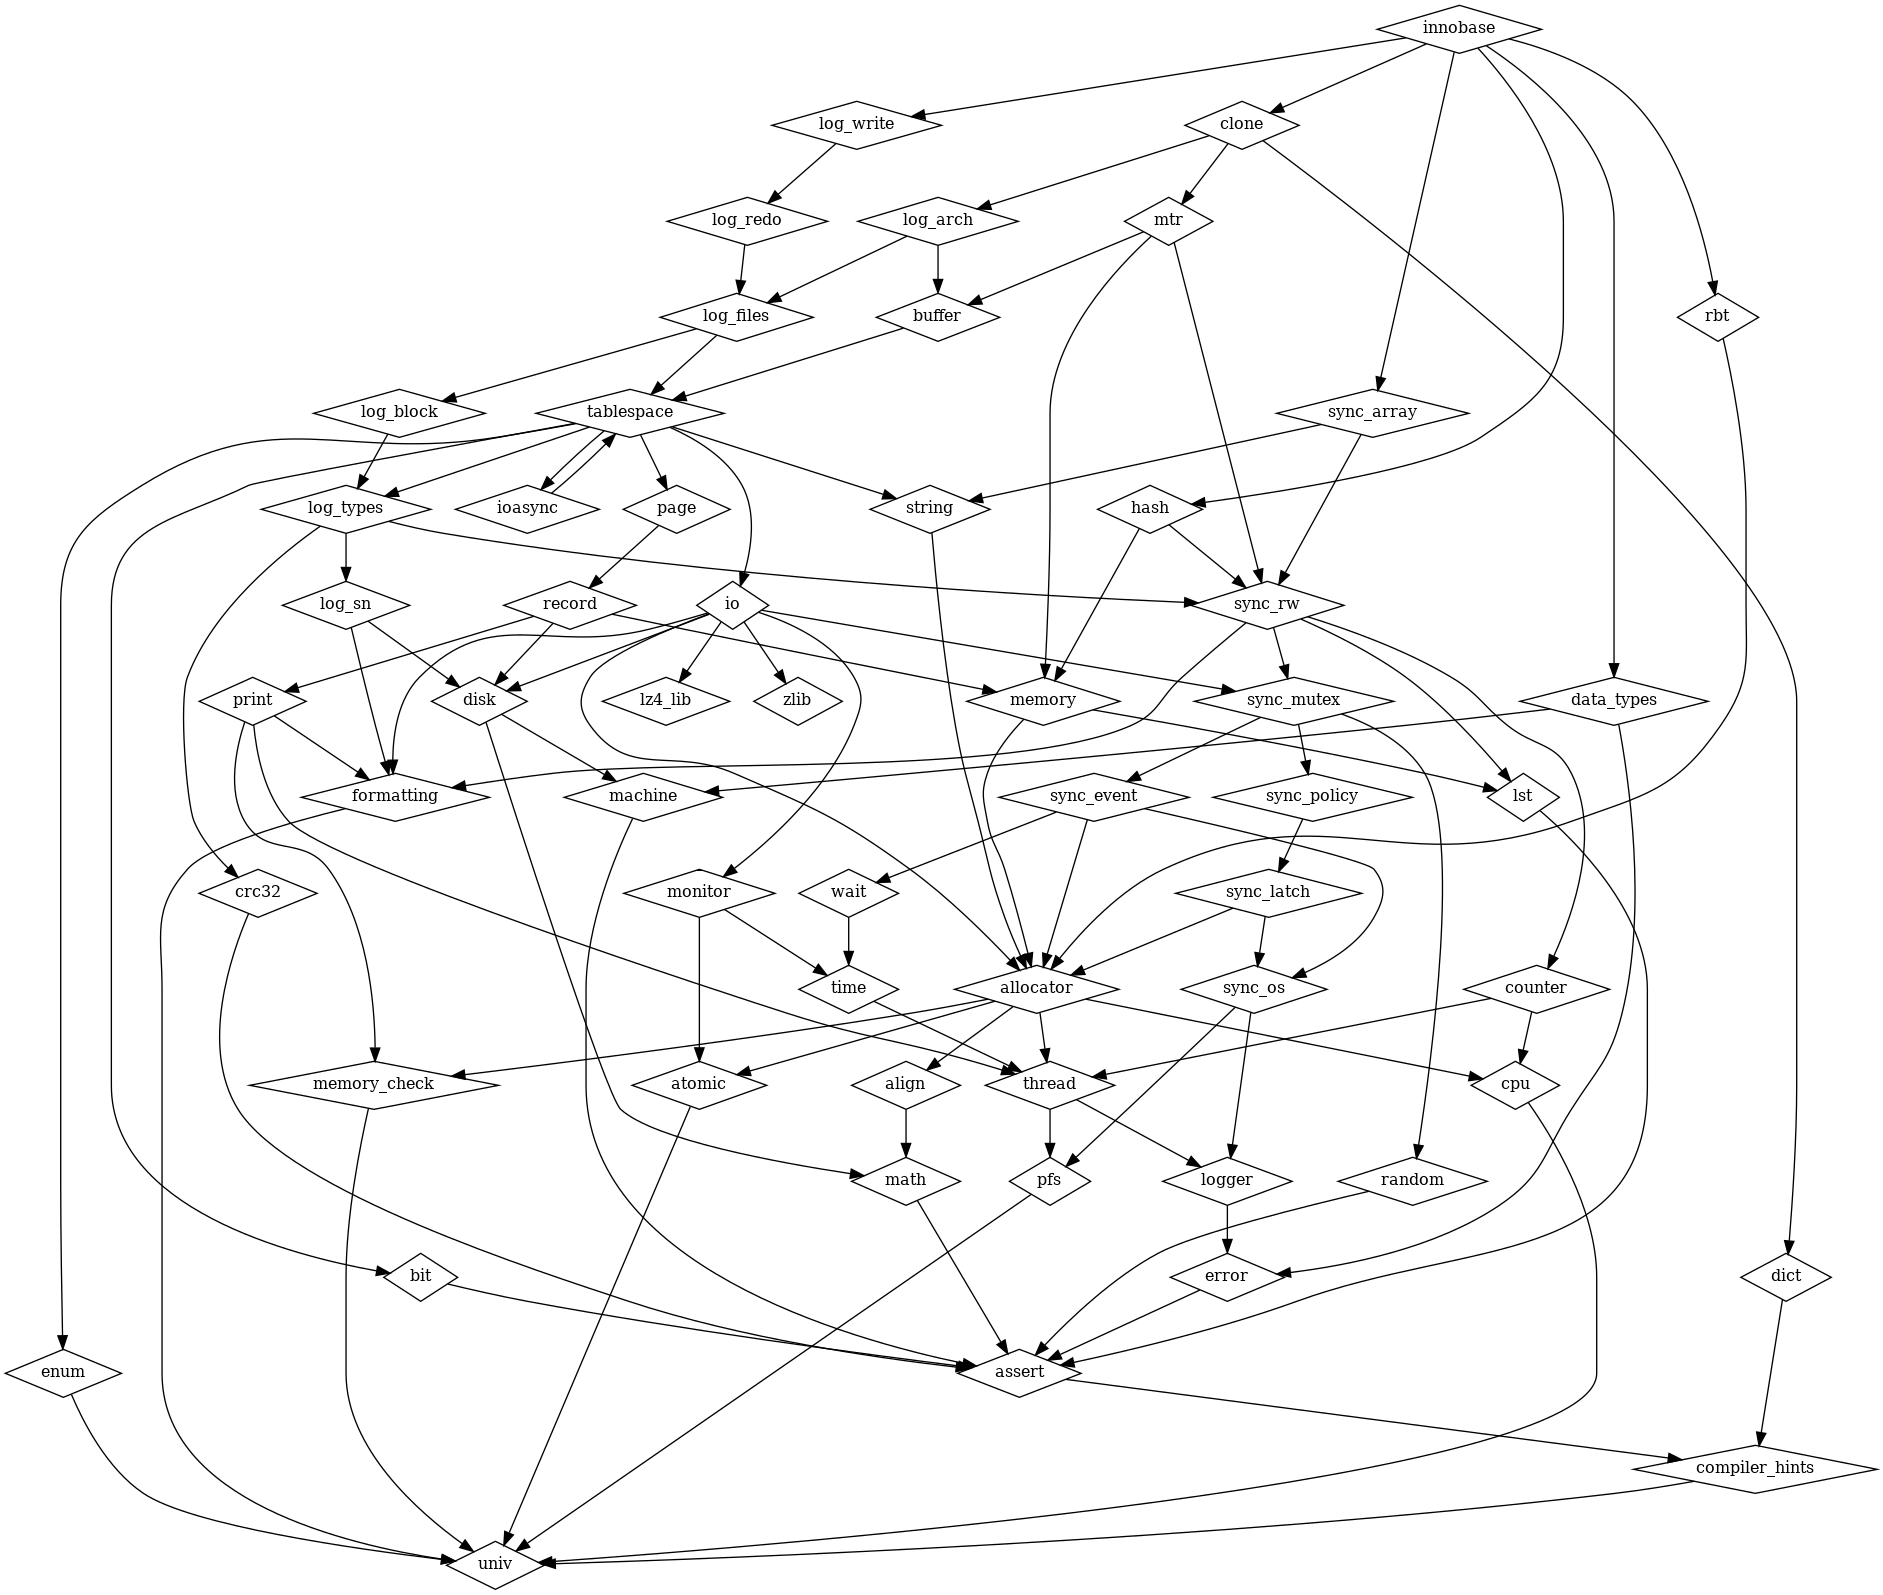 innobase
log_write
clone
log_redo
log_arch
mtr
log_files
buffer
rbt
log_block
tablespace
sync_array
log_types
ioasync
page
string
hash
log_sn
record
io
sync_rw
print
disk
lz4_lib
zlib
memory
sync_mutex
data_types
formatting
machine
sync_event
sync_policy
lst
crc32
monitor
wait
sync_latch
time
allocator
sync_os
counter
memory_check
atomic
align
thread
cpu
math
pfs
logger
random
bit
error
dict
enum
assert
compiler_hints
univ